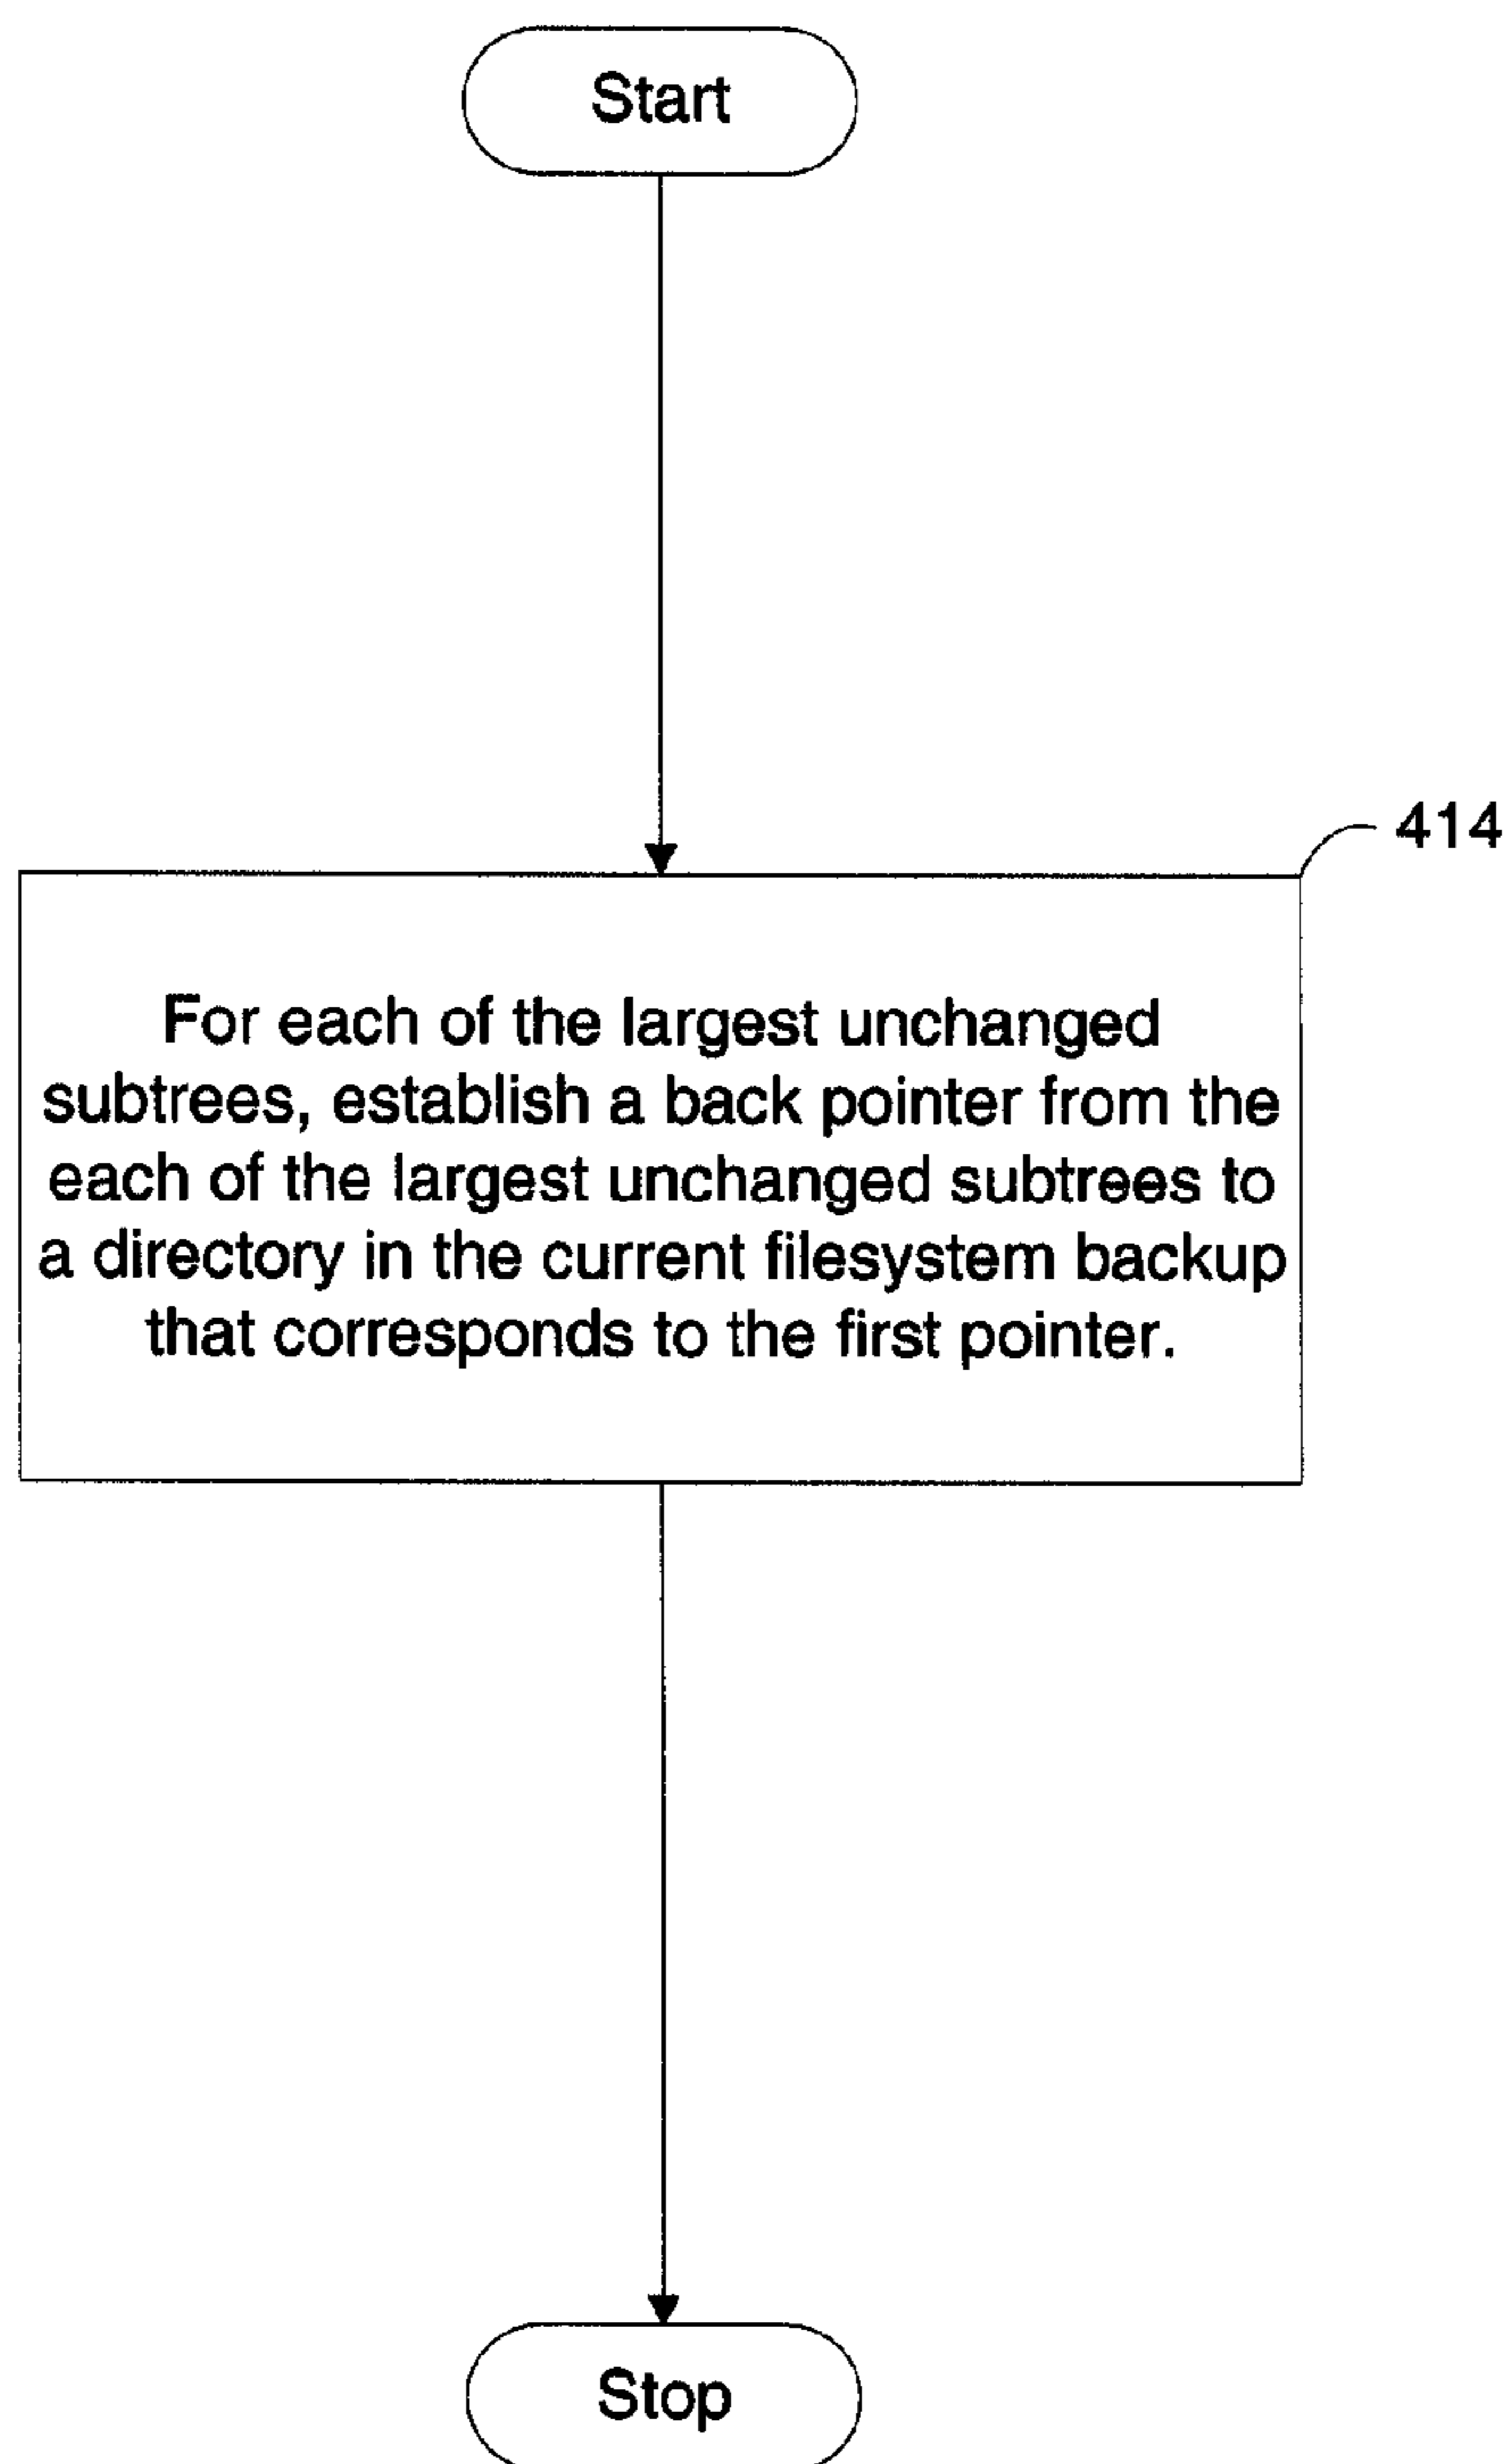 Start
414
For each of the largest unchanged
subtrees, establish a back pointer from the
each of the largest unchanged subtrees to
a directory in the current filesystem backup
that corresponds to the first pointer.
Stop